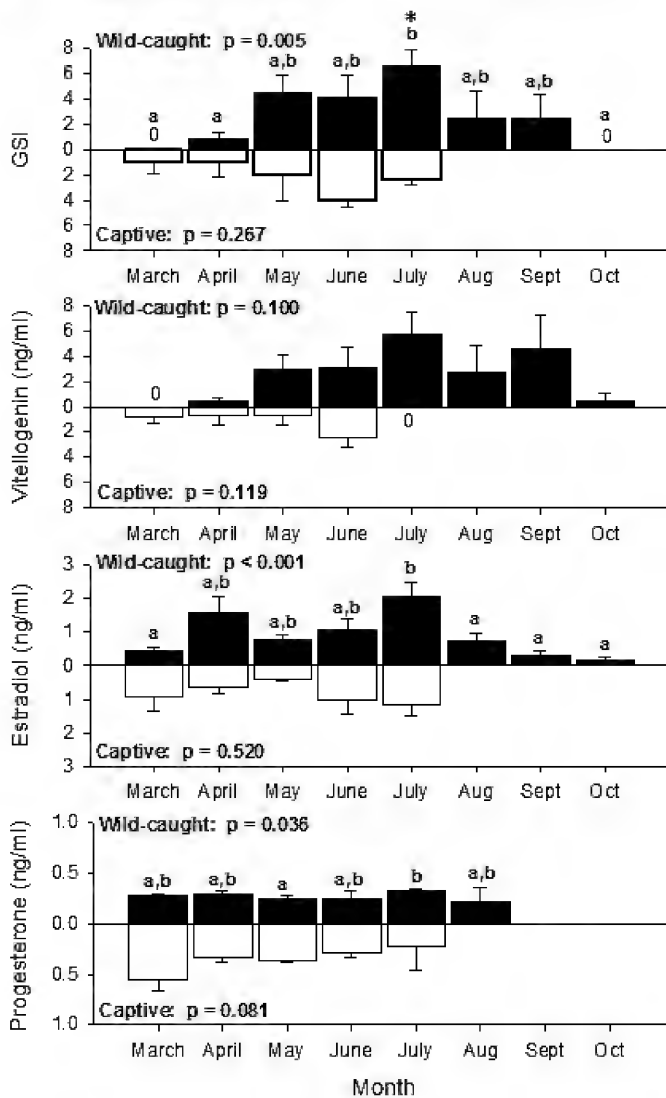 *
8 Wild-caught: p = 0.005 b
6 a,b a,b
4 a,b a,b
2 a a a
0 0
GSI
0
2
4
6
8 Captive: p = 0.267
March April May June July Aug Sept Oct
8 Wild-caught: p = 0.100
6
4
2 0
Vitellogenin (ng/ml)
0
2 0
4
6
8 Captive: p = 0.119
March April May June July Aug Sept Oct
3 Wild-caught: p < 0.001
a,b b
2
a a,b a,b a a a
1
Estradiol (ng/ml)
0
1
2
Captive: p = 0.520
3
March April May June July Aug Sept Oct
1.0 Wild-caught: p = 0.036
0.5 a,b a,b a a,b b a,b
Progesterone (ng/ml)
0.0
0.5
1.0 Captive: p = 0.081
March April May June July Aug Sept Oct
Month